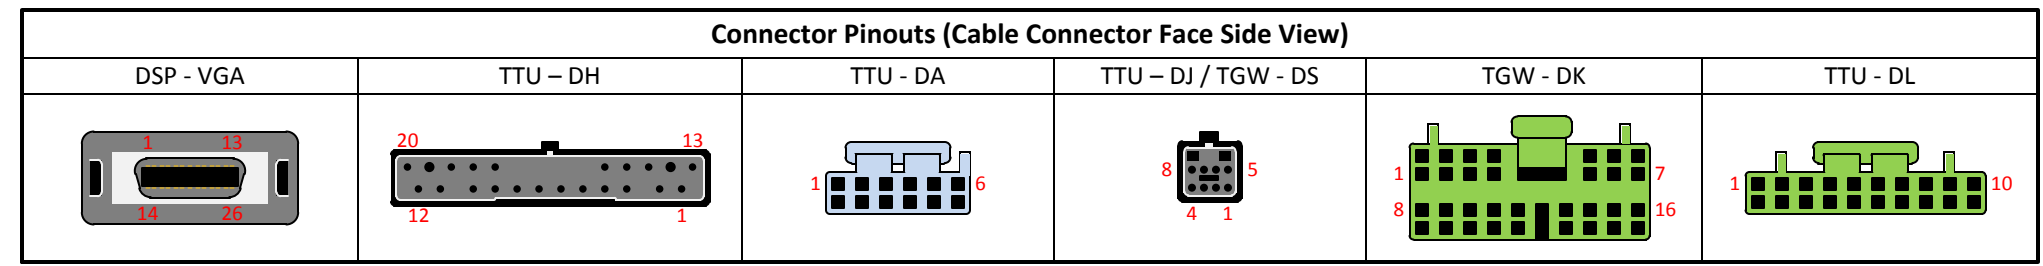 Connector Pinouts (Cable Connector Face Side View)
DSP - VGA
TTU – DH
TTU - DA
TTU – DJ / TGW - DS
TGW - DK
TTU - DL
1 13
14 26
20 13
12 1
1 6
8 5
4 1
1 7
8 16
1 10